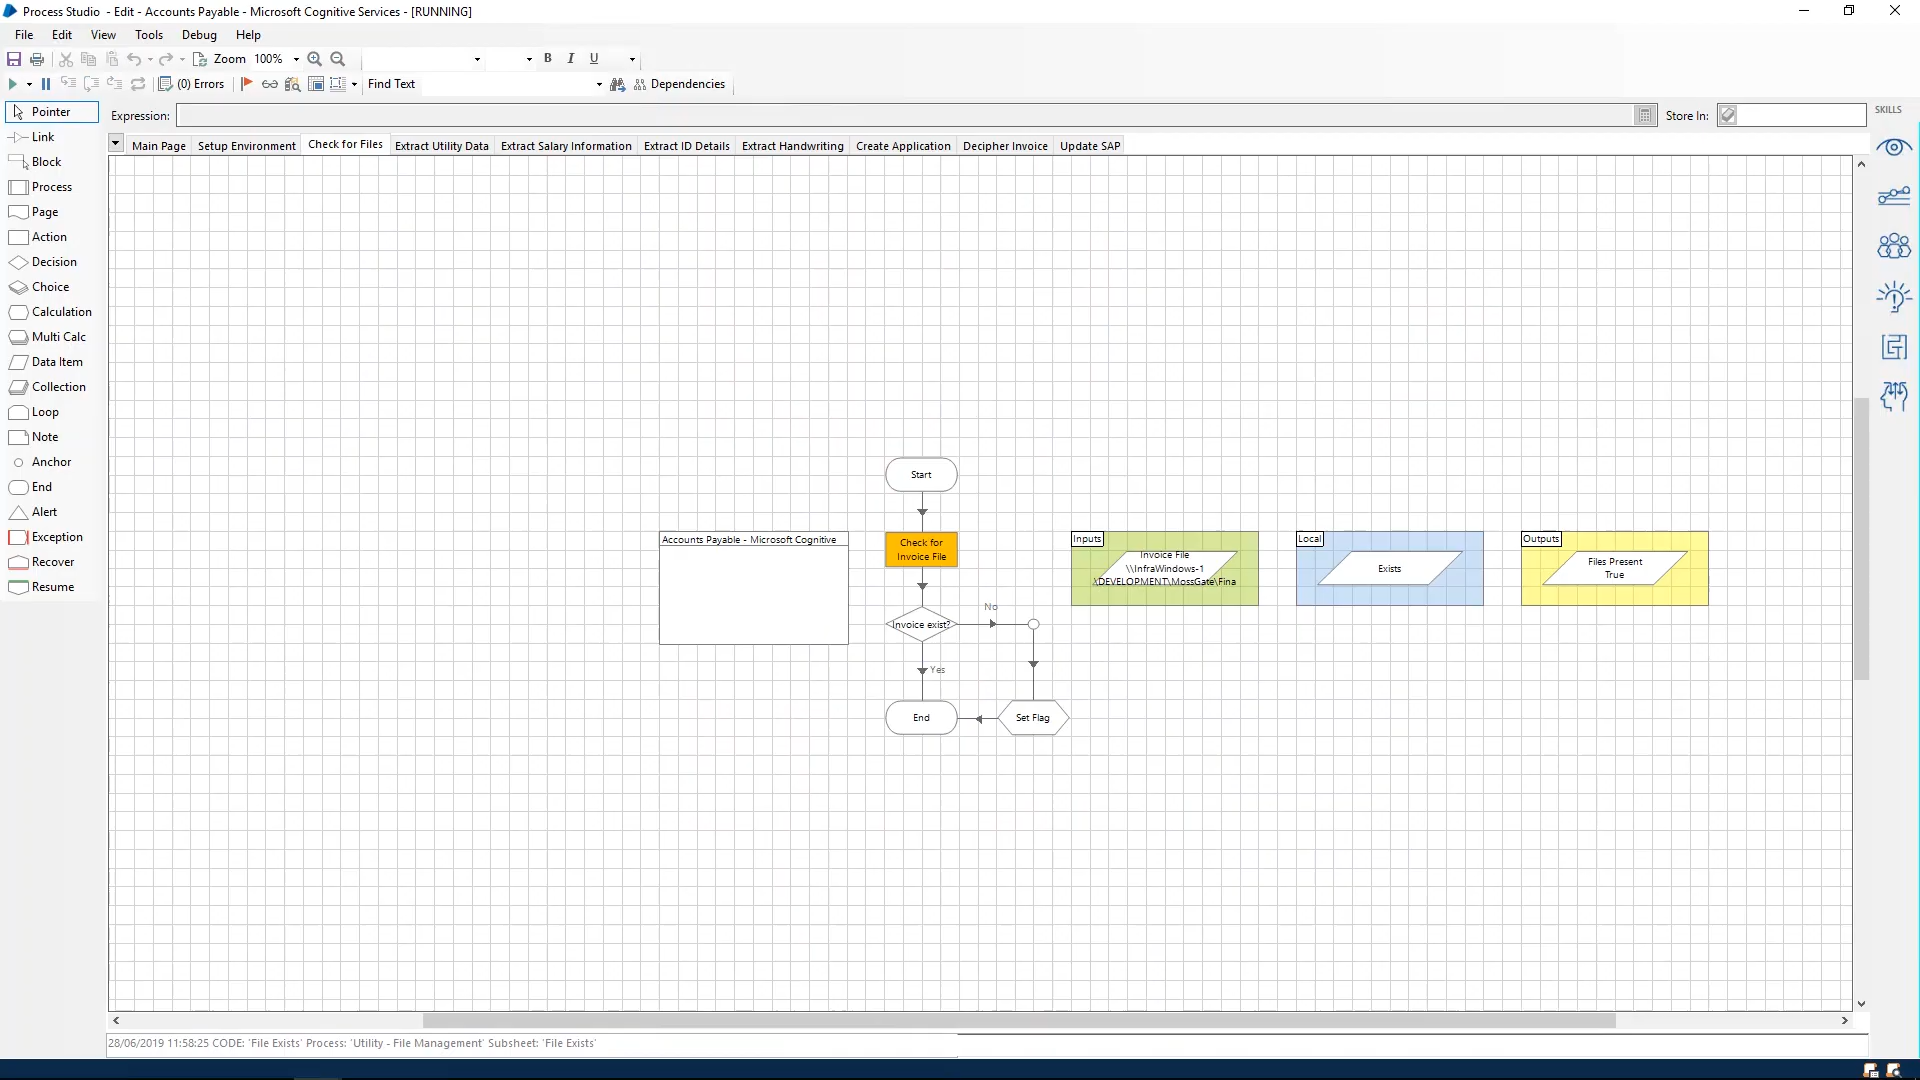 Process Studio  - Edit - Accounts Payable - Microsoft Cognitive Services - [RUNNING]
File Edit View Tools Debug Help
Zoom 100% B I U
(0) Errors Find Text Dependencies
Pointer
Expression:
Store In:
SKILLS
Link
Block
Process
Page
Action
Decision
Choice
Calculation
Multi Calc
Data Item
Collection
Loop
Note
Anchor
End
Alert
Exception
Recover
Resume
Main Page Setup Environment Check for Files Extract Utility Data Extract Salary Information Extract ID Details Extract Handwriting Create Application Decipher Invoice Update SAP
Start
Accounts Payable - Microsoft Cognitive
Check for
Invoice File
Invoice exist?
No
Yes
End
Set Flag
Inputs
Invoice File
\\InfraWindows-1
\DEVELOPMENT\MossGate\Fina
Local
Exists
Outputs
Files Present
True
28/06/2019 11:58:25 CODE: 'File Exists' Process: 'Utility - File Management' Subsheet: 'File Exists'